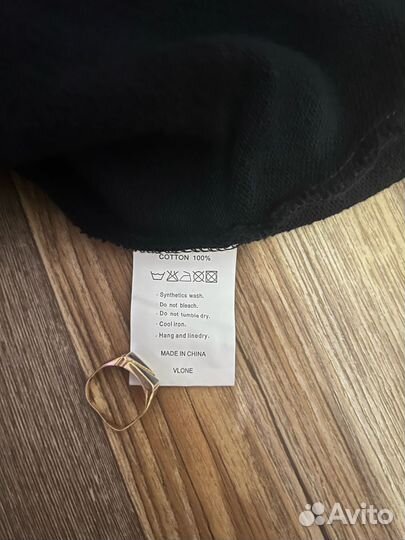 COTTON 100%
- Synthetics wash.
- Do not bleach.
- Do not tumble dry.
- Cool iron.
- Hang and linedry.
MADE IN CHINA
VLONE
Avito